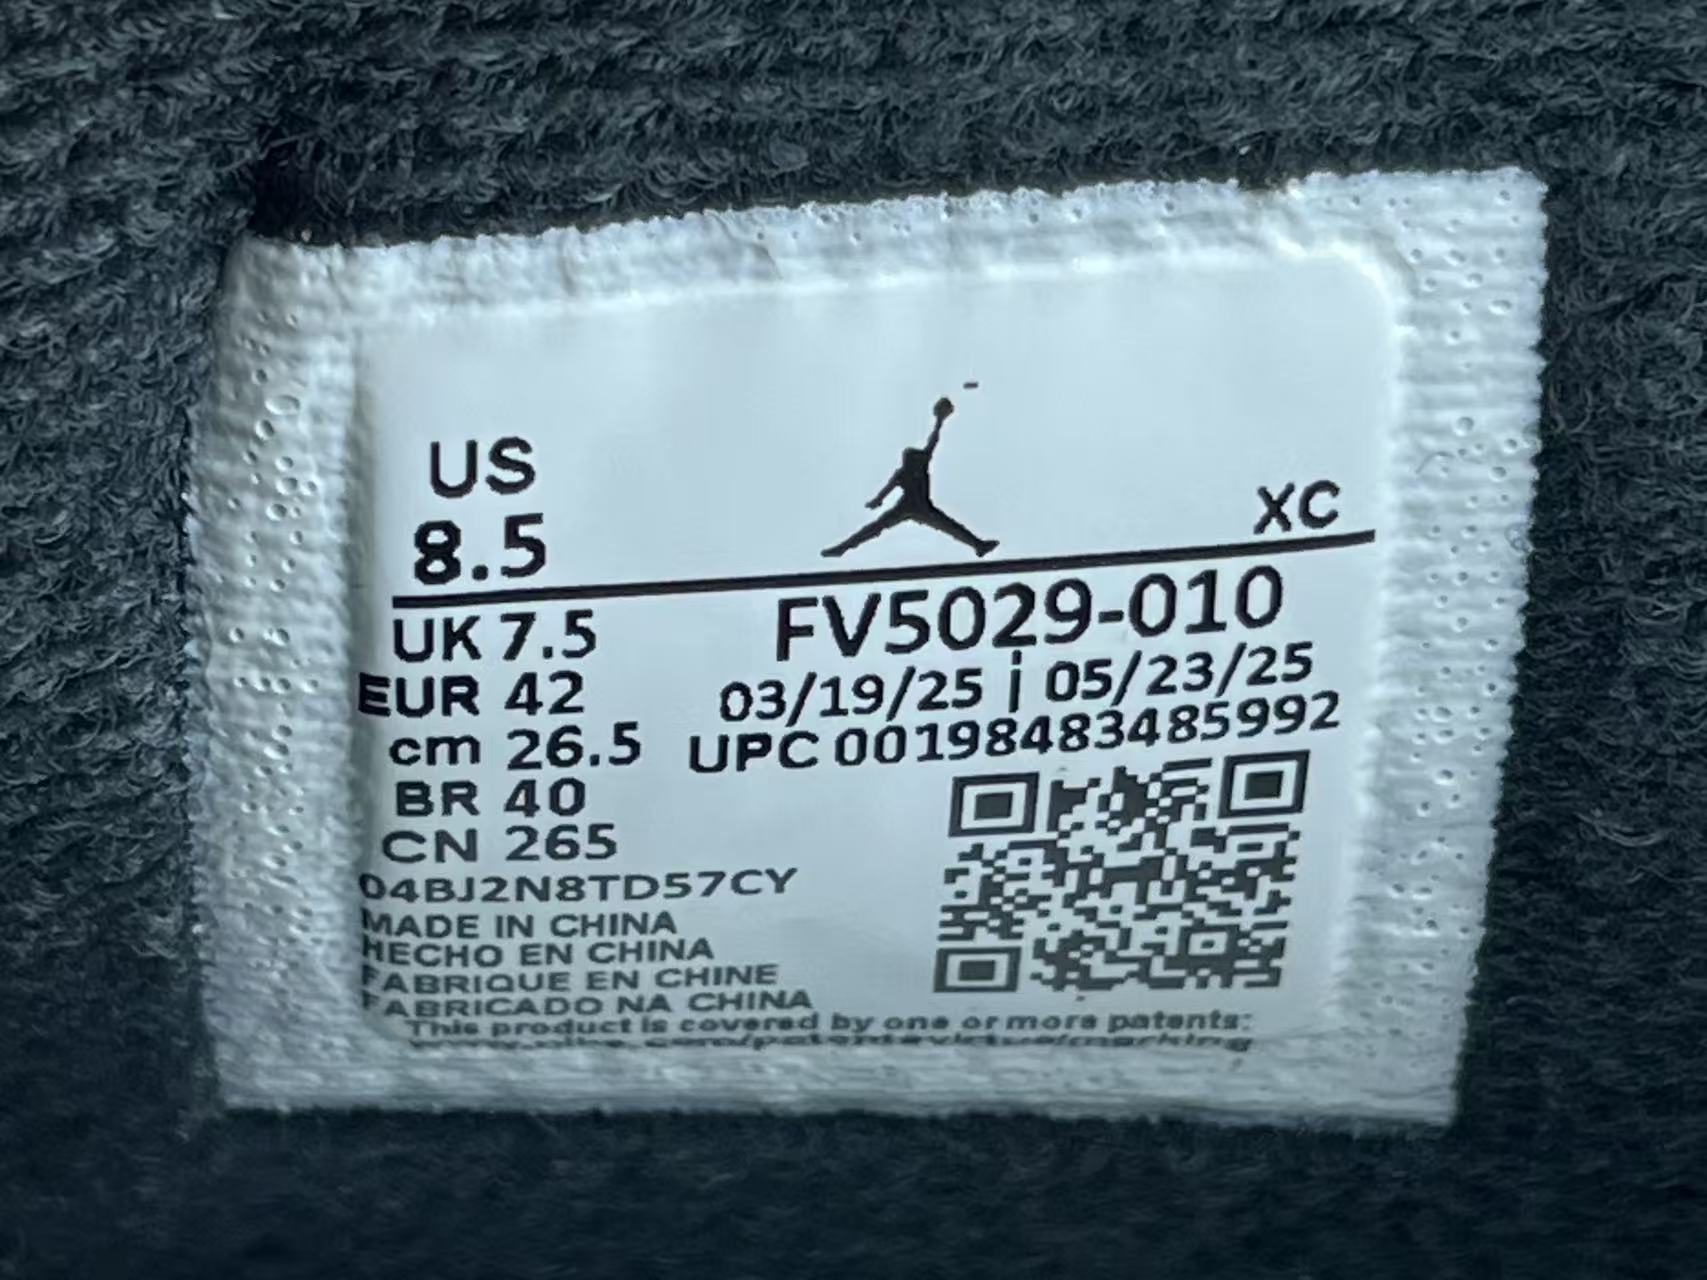 US
8.5
XC
UK 7.5
FV5029-010
EUR 42
03/19/25 i 05/23/25
cm 26.5
UPC 00198483485992
BR 40
CN 265
04BJ2N8TD57CY
MADE IN CHINA
HECHO EN CHINA
FABRIQUE EN CHINE
FABRICADO NA CHINA
This product is covered by one or more patents: